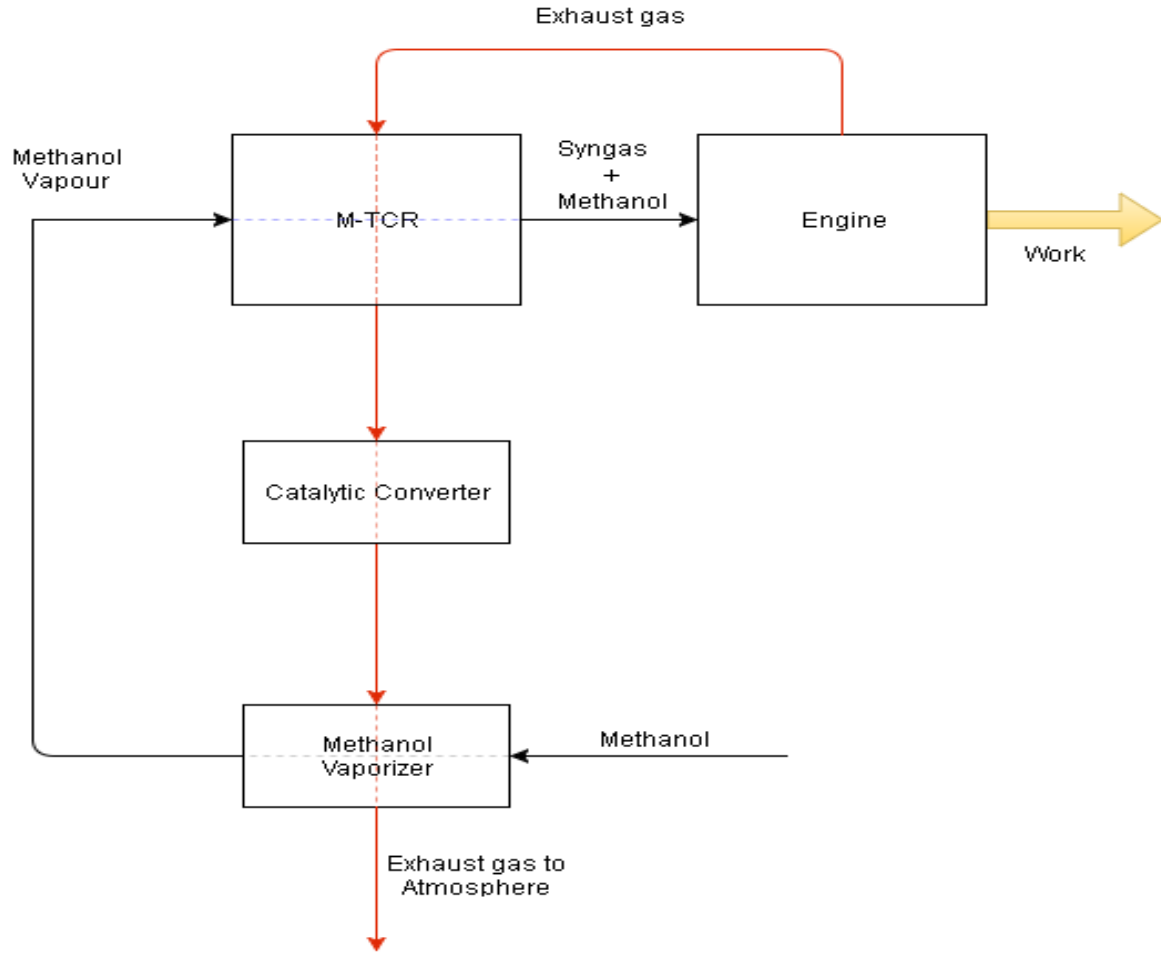 Exhaust gas
Methanol
Vapour
M-TCR
Syngas
+
Methanol
Engine
Work
Catalytic Converter
Methanol
Vaporizer
Methanol
Exhaust gas to
Atmosphere